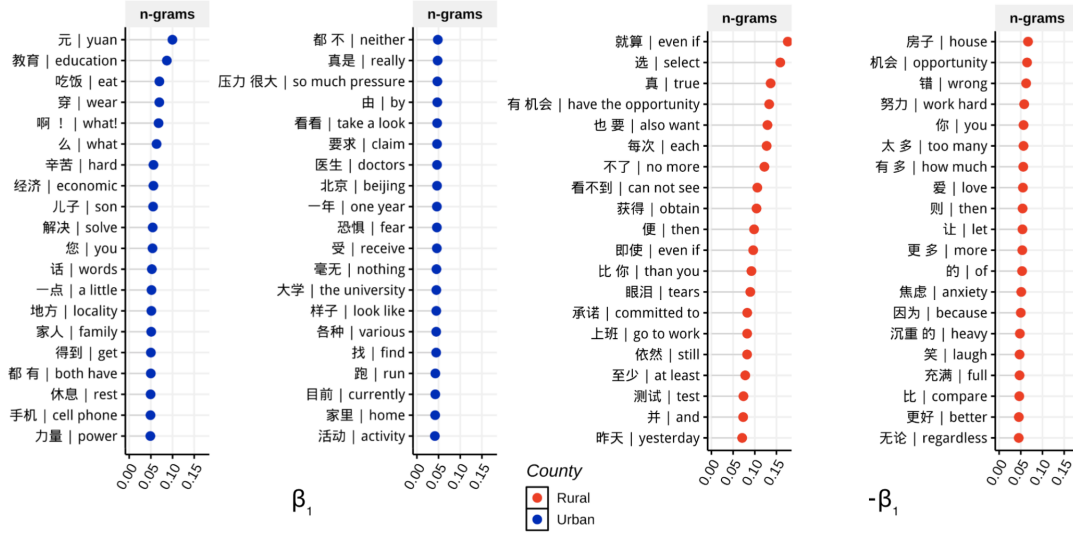 n-grams
元 | yuan
教育 | education
吃饭 | eat
穿 | wear
啊 ！ | what!
么 | what
辛苦 | hard
经济 | economic
儿子 | son
解决 | solve
您 | you
话 | words
一点 | a little
地方 | locality
家人 | family
得到 | get
都 有 | both have
休息 | rest
手机 | cell phone
力量 | power
0.00 0.05 0.10 0.15
n-grams
都 不 | neither
真是 | really
压力 很大 | so much pressure
由 | by
看看 | take a look
要求 | claim
医生 | doctors
北京 | beijing
一年 | one year
恐惧 | fear
受 | receive
毫无 | nothing
大学 | the university
样子 | look like
各种 | various
找 | find
跑 | run
目前 | currently
家里 | home
活动 | activity
0.00 0.05 0.10 0.15
β1
n-grams
就算 | even if
选 | select
真 | true
有 机会 | have the opportunity
也 要 | also want
每次 | each
不了 | no more
看不到 | can not see
获得 | obtain
便 | then
即使 | even if
比 你 | than you
眼泪 | tears
承诺 | committed to
上班 | go to work
依然 | still
至少 | at least
测试 | test
并 | and
昨天 | yesterday
0.00 0.05 0.10 0.15
n-grams
房子 | house
机会 | opportunity
错 | wrong
努力 | work hard
你 | you
太 多 | too many
有 多 | how much
爱 | love
则 | then
让 | let
更 多 | more
的 | of
焦虑 | anxiety
因为 | because
沉重 的 | heavy
笑 | laugh
充满 | full
比 | compare
更好 | better
无论 | regardless
0.00 0.05 0.10 0.15
-β1
County
Rural
Urban